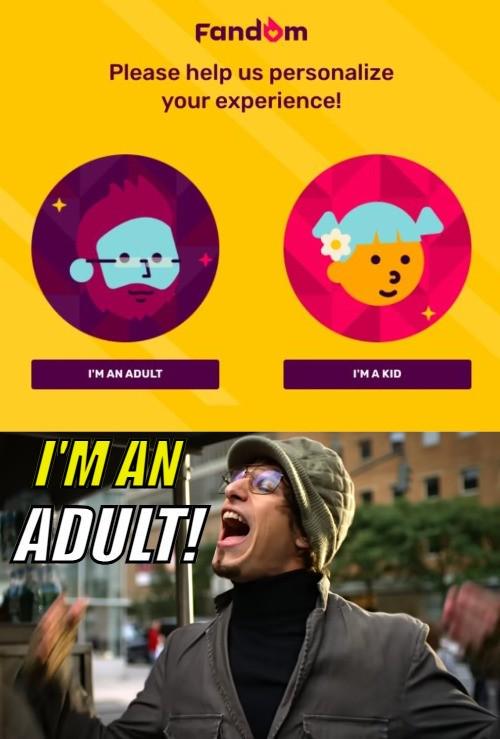 Fandom
Please help us personalize
your experience!
I'M AN ADULT
I'M A KID
I'M AN
ADULT!